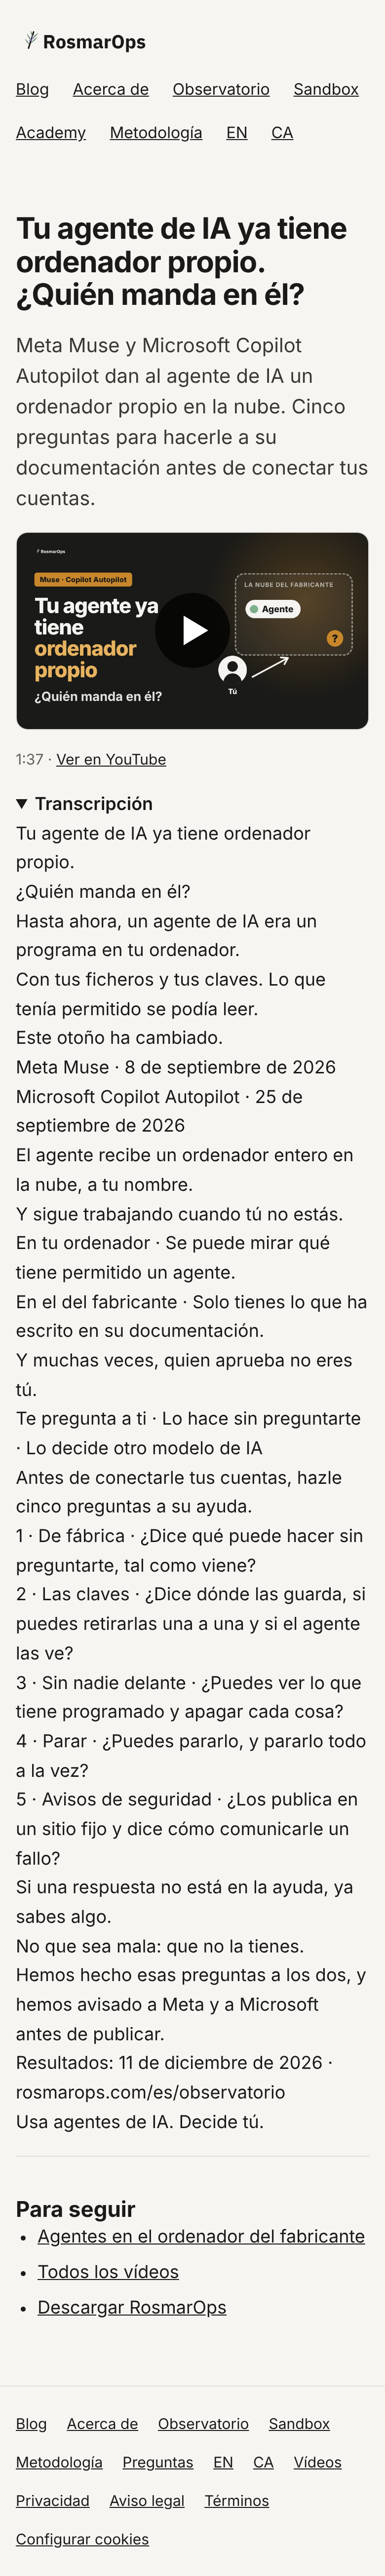 RosmarOps
Blog Acerca de Observatorio Sandbox
Academy Metodología EN CA
Tu agente de IA ya tiene
ordenador propio.
¿Quién manda en él?
Meta Muse y Microsoft Copilot
Autopilot dan al agente de IA un
ordenador propio en la nube. Cinco
preguntas para hacerle a su
documentación antes de conectar tus
cuentas.
RosmarOps
Muse · Copilot Autopilot
Tu agente ya
tiene
ordenador
propio
¿Quién manda en él?
LA NUBE DEL FABRICANTE
Agente
?
Tú
1:37 · Ver en YouTube
▼ Transcripción
Tu agente de IA ya tiene ordenador
propio.
¿Quién manda en él?
Hasta ahora, un agente de IA era un
programa en tu ordenador.
Con tus ficheros y tus claves. Lo que
tenía permitido se podía leer.
Este otoño ha cambiado.
Meta Muse · 8 de septiembre de 2026
Microsoft Copilot Autopilot · 25 de
septiembre de 2026
El agente recibe un ordenador entero en
la nube, a tu nombre.
Y sigue trabajando cuando tú no estás.
En tu ordenador · Se puede mirar qué
tiene permitido un agente.
En el del fabricante · Solo tienes lo que ha
escrito en su documentación.
Y muchas veces, quien aprueba no eres
tú.
Te pregunta a ti · Lo hace sin preguntarte
· Lo decide otro modelo de IA
Antes de conectarle tus cuentas, hazle
cinco preguntas a su ayuda.
1 · De fábrica · ¿Dice qué puede hacer sin
preguntarte, tal como viene?
2 · Las claves · ¿Dice dónde las guarda, si
puedes retirarlas una a una y si el agente
las ve?
3 · Sin nadie delante · ¿Puedes ver lo que
tiene programado y apagar cada cosa?
4 · Parar · ¿Puedes pararlo, y pararlo todo
a la vez?
5 · Avisos de seguridad · ¿Los publica en
un sitio fijo y dice cómo comunicarle un
fallo?
Si una respuesta no está en la ayuda, ya
sabes algo.
No que sea mala: que no la tienes.
Hemos hecho esas preguntas a los dos, y
hemos avisado a Meta y a Microsoft
antes de publicar.
Resultados: 11 de diciembre de 2026 ·
rosmarops.com/es/observatorio
Usa agentes de IA. Decide tú.
Para seguir
• Agentes en el ordenador del fabricante
• Todos los vídeos
• Descargar RosmarOps
Blog Acerca de Observatorio Sandbox
Metodología Preguntas EN CA Vídeos
Privacidad Aviso legal Términos
Configurar cookies